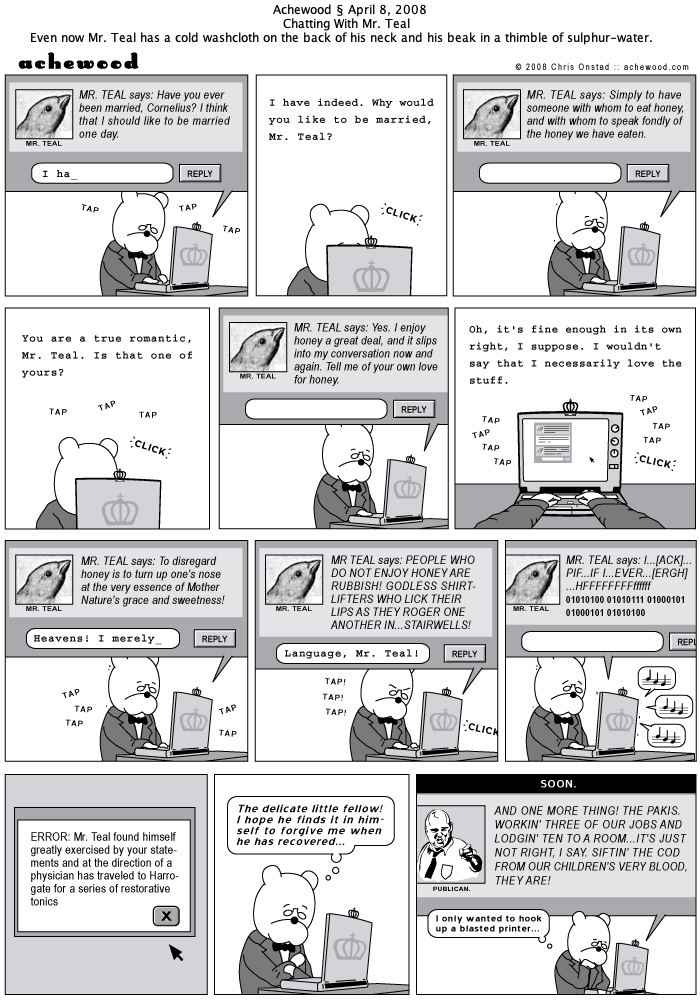 Achewood § April 8, 2008
Chatting With Mr. Teal
Even now Mr. Teal has a cold washcloth on the back of his neck and his beak in a thimble of sulphur-water.
achewood
© 2008 Chris Onstad :: achewood.com
MR. TEAL says: Have you ever
been married, Cornelius? I think
that I should like to be married
one day.
MR. TEAL
I ha_
REPLY
TAP
TAP
TAP
I have indeed. Why would
you like to be married,
Mr. Teal?
CLICK
MR. TEAL says: Simply to have
someone with whom to eat honey,
and with whom to speak fondly of
the honey we have eaten.
MR. TEAL
REPLY
You are a true romantic,
Mr. Teal. Is that one of
yours?
TAP
TAP
TAP
CLICK
MR. TEAL says: Yes. I enjoy
honey a great deal, and it slips
into my conversation now and
again. Tell me of your own love
for honey.
MR. TEAL
REPLY
Oh, it's fine enough in its own
right, I suppose. I wouldn't
say that I necessarily love the
stuff.
TAP
TAP
TAP
TAP
TAP
TAP
CLICK
MR. TEAL says: To disregard
honey is to turn up one's nose
at the very essence of Mother
Nature's grace and sweetness!
MR. TEAL
Heavens! I merely_
REPLY
TAP
TAP
TAP
TAP
TAP
MR TEAL says: PEOPLE WHO
DO NOT ENJOY HONEY ARE
RUBBISH! GODLESS SHIRT-
LIFTERS WHO LICK THEIR
LIPS AS THEY ROGER ONE
ANOTHER IN...STAIRWELLS!
MR. TEAL
Language, Mr. Teal!
REPLY
TAP!
TAP!
TAP!
CLICK
MR. TEAL says: I...[ACK]...
PIF...IF I...EVER...[ERGH]
...HFFFFFFFffffff
01010100 01010111 01000101
01000101 01010100
MR. TEAL
REPL
ERROR: Mr. Teal found himself
greatly exercised by your state-
ments and at the direction of a
physician has traveled to Harro-
gate for a series of restorative
tonics
X
The delicate little fellow!
I hope he finds it in him-
self to forgive me when
he has recovered...
SOON.
AND ONE MORE THING! THE PAKIS.
WORKIN' THREE OF OUR JOBS AND
LODGIN' TEN TO A ROOM...IT'S JUST
NOT RIGHT, I SAY. SIFTIN' THE COD
FROM OUR CHILDREN'S VERY BLOOD,
THEY ARE!
PUBLICAN.
I only wanted to hook
up a blasted printer...